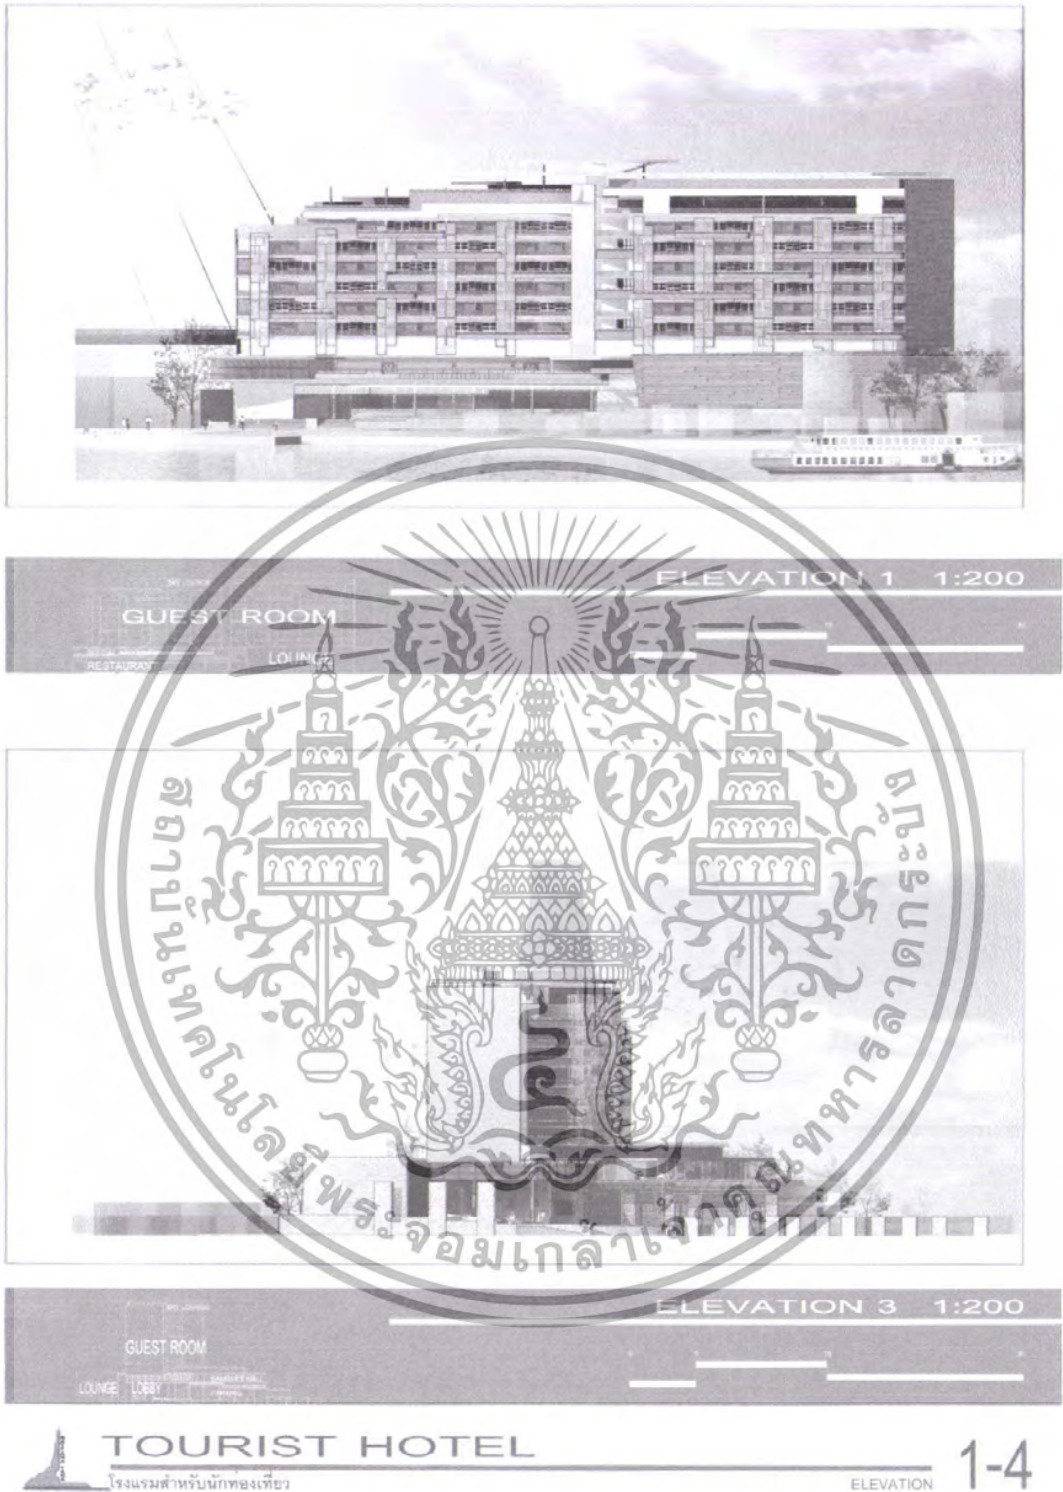 ELEVATION 1 1:200
SKY LOUNGE
GUEST ROOM
LOUNGE
RESTAURANT
สถาบันเทคโนโลยีพระจอมเกล้าเจ้าคุณทหารลาดกระบัง
ELEVATION 3 1:200
SKY LOUNGE
GUEST ROOM
LOUNGE LOBBY
TOURIST HOTEL
โรงแรมสำหรับนักท่องเที่ยว
ELEVATION
1-4